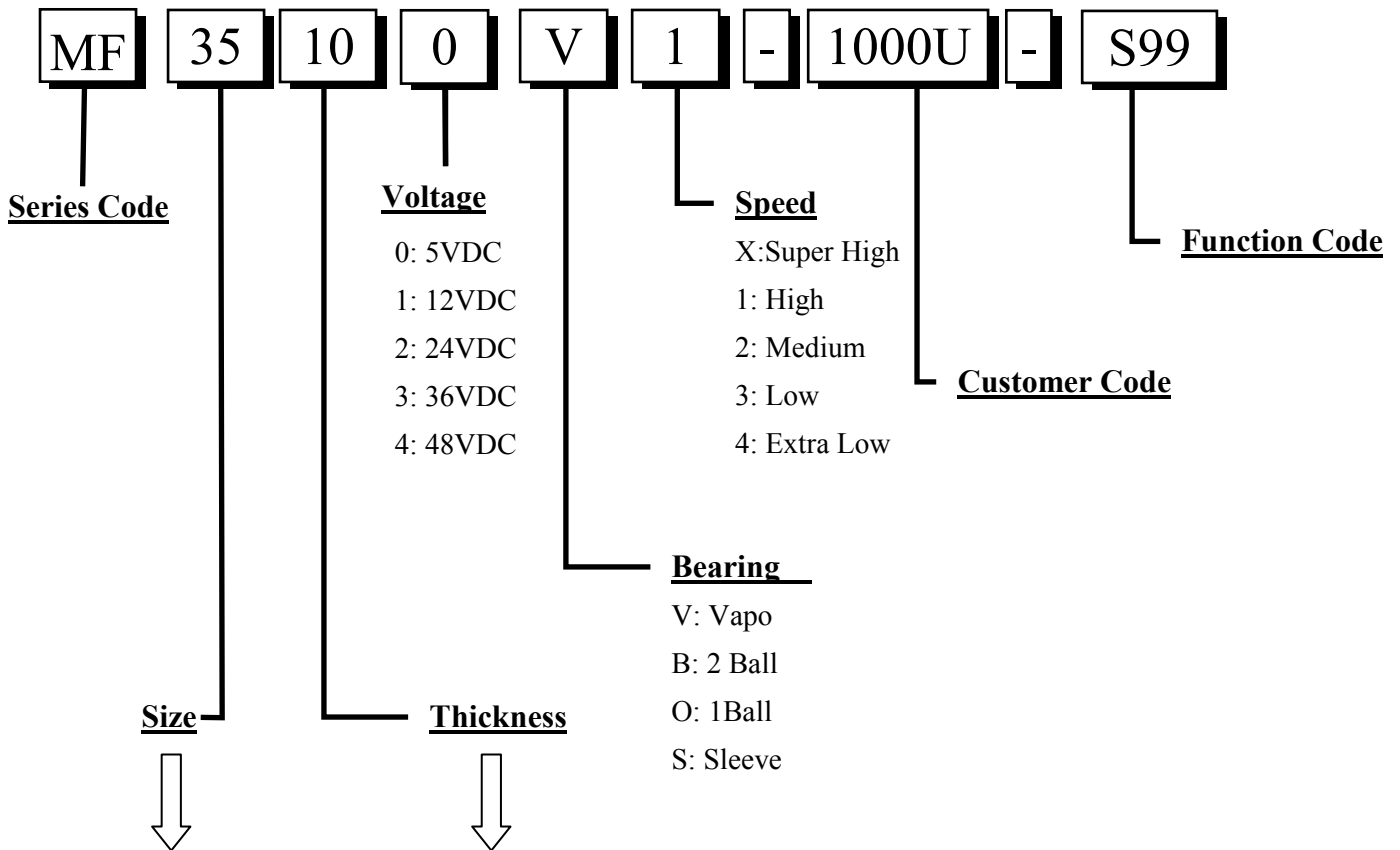 MF 35 10 0 V 1 - 1000U - S99
Series Code
Voltage
0: 5VDC
1: 12VDC
2: 24VDC
3: 36VDC
4: 48VDC
Speed
X:Super High
1: High
2: Medium
3: Low
4: Extra Low
Function Code
Customer Code
Bearing
V: Vapo
B: 2 Ball
O: 1Ball
S: Sleeve
Size
Thickness